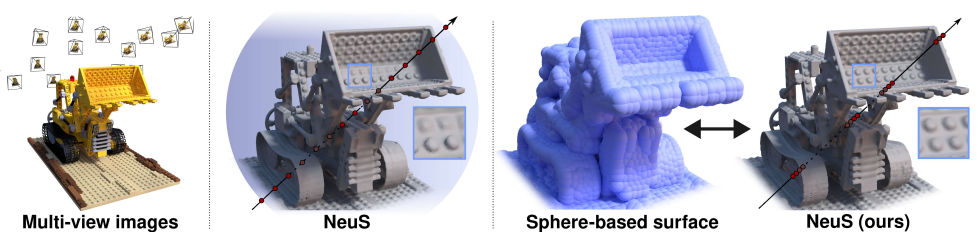 Multi-view images
NeuS
Sphere-based surface
NeuS (ours)